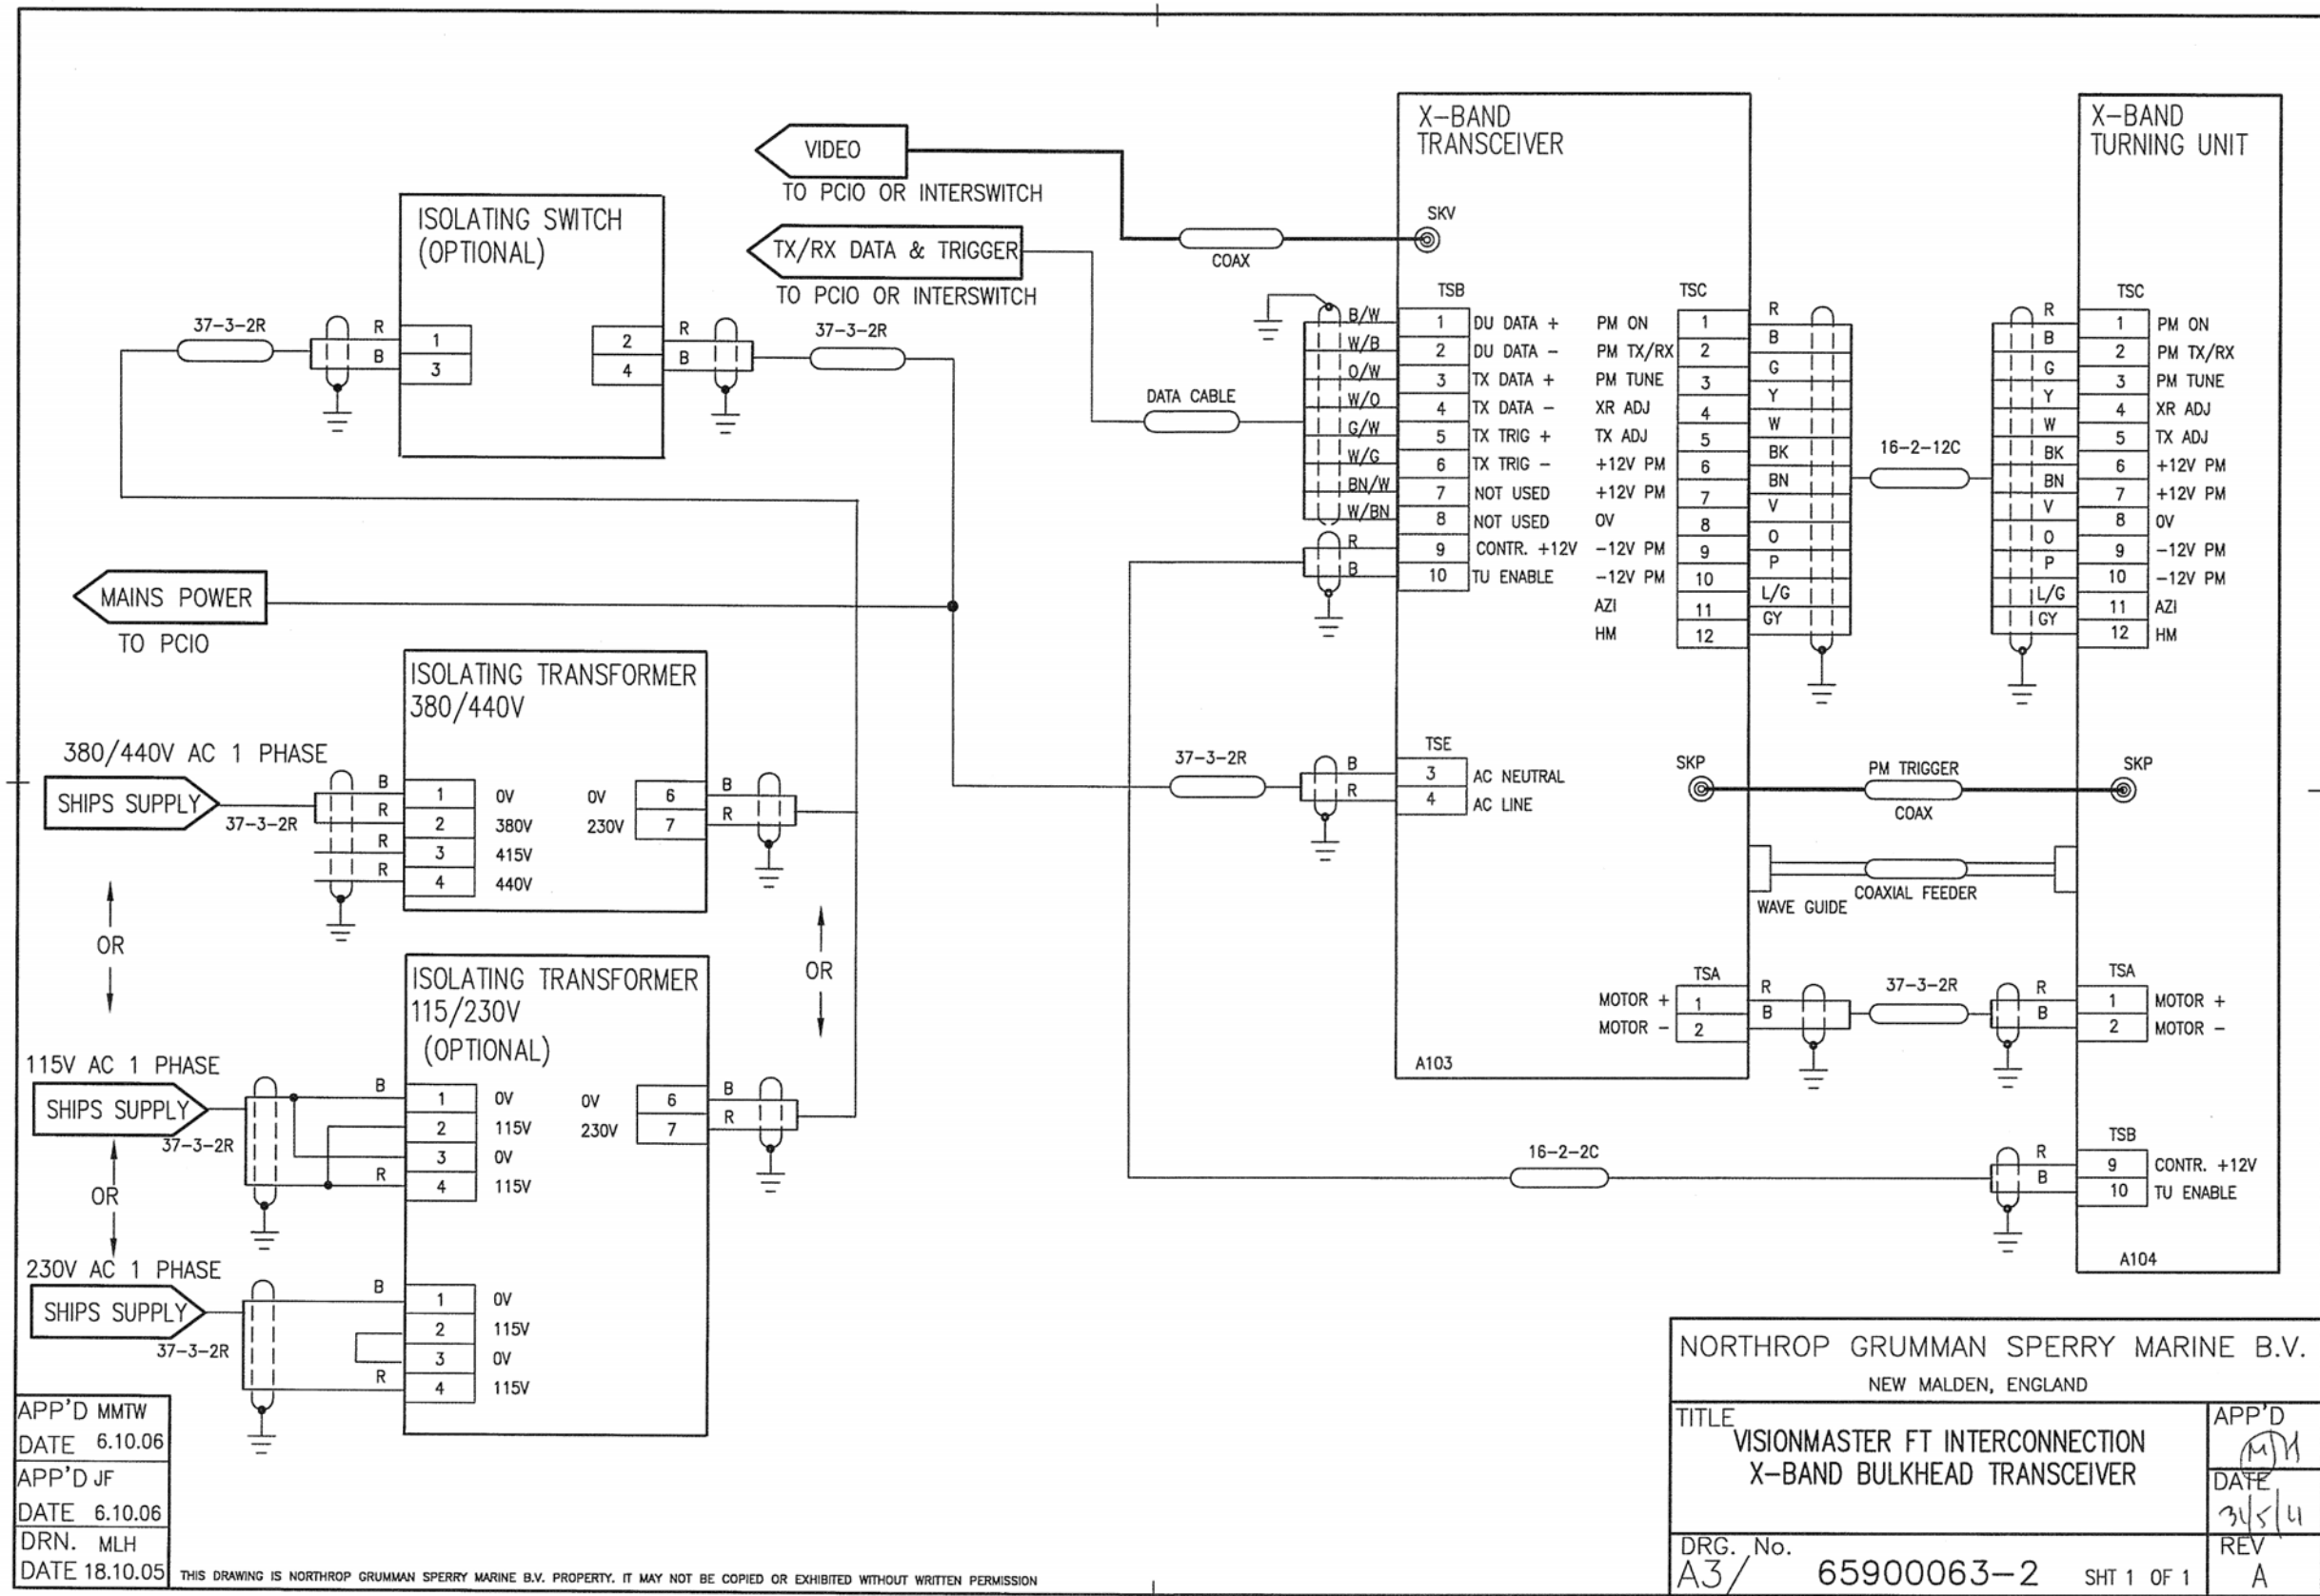 VIDEO
TO PCIO OR INTERSWITCH
TX/RX DATA & TRIGGER
TO PCIO OR INTERSWITCH
COAX
DATA CABLE
ISOLATING SWITCH
(OPTIONAL)
37-3-2R
R
B
1
3
2
4
R
B
37-3-2R
MAINS POWER
TO PCIO
ISOLATING TRANSFORMER
380/440V
380/440V AC 1 PHASE
SHIPS SUPPLY
37-3-2R
B
R
R
R
1 0V
2 380V
3 415V
4 440V
0V 6
230V 7
B
R
OR
OR
ISOLATING TRANSFORMER
115/230V
(OPTIONAL)
115V AC 1 PHASE
SHIPS SUPPLY
37-3-2R
B
R
1 0V
2 115V
3 0V
4 115V
0V 6
230V 7
B
R
OR
230V AC 1 PHASE
SHIPS SUPPLY
37-3-2R
B
R
1 0V
2 115V
3 0V
4 115V
X-BAND
TRANSCEIVER
SKV
TSB
B/W 1 DU DATA +
W/B 2 DU DATA -
O/W 3 TX DATA +
W/O 4 TX DATA -
G/W 5 TX TRIG +
W/G 6 TX TRIG -
BN/W 7 NOT USED
W/BN 8 NOT USED
R 9 CONTR. +12V
B 10 TU ENABLE
TSC
PM ON 1 R
PM TX/RX 2 B
PM TUNE 3 G
XR ADJ 4 Y
TX ADJ 5 W
+12V PM 6 BK
+12V PM 7 BN
0V 8 V
-12V PM 9 O
-12V PM 10 P
AZI 11 L/G
HM 12 GY
16-2-12C
37-3-2R
TSE
B 3 AC NEUTRAL
R 4 AC LINE
SKP
PM TRIGGER
COAX
SKP
WAVE GUIDE
COAXIAL FEEDER
TSA
MOTOR + 1 R
MOTOR - 2 B
37-3-2R
A103
16-2-2C
X-BAND
TURNING UNIT
TSC
R 1 PM ON
B 2 PM TX/RX
G 3 PM TUNE
Y 4 XR ADJ
W 5 TX ADJ
BK 6 +12V PM
BN 7 +12V PM
V 8 0V
O 9 -12V PM
P 10 -12V PM
L/G 11 AZI
GY 12 HM
TSA
R 1 MOTOR +
B 2 MOTOR -
TSB
R 9 CONTR. +12V
B 10 TU ENABLE
A104
APP'D MMTW
DATE 6.10.06
APP'D JF
DATE 6.10.06
DRN. MLH
DATE 18.10.05
THIS DRAWING IS NORTHROP GRUMMAN SPERRY MARINE B.V. PROPERTY. IT MAY NOT BE COPIED OR EXHIBITED WITHOUT WRITTEN PERMISSION
NORTHROP GRUMMAN SPERRY MARINE B.V.
NEW MALDEN, ENGLAND
TITLE
VISIONMASTER FT INTERCONNECTION
X-BAND BULKHEAD TRANSCEIVER
APP'D
DATE
DRG. No.
A3/ 65900063-2 SHT 1 OF 1
REV
A